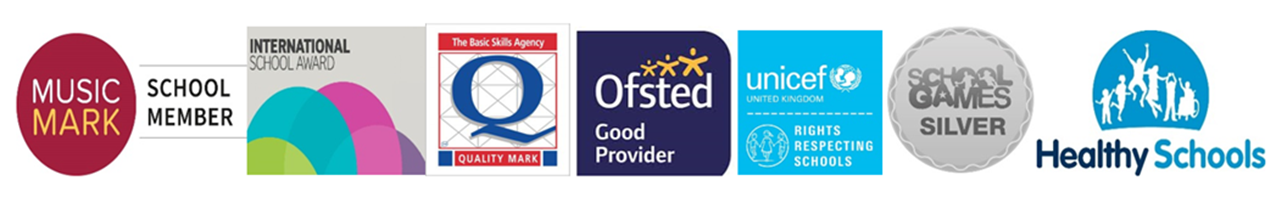 MUSIC
MARK
SCHOOL
MEMBER
INTERNATIONAL
SCHOOL AWARD
The Basic Skills Agency
Q
QUALITY MARK
Ofsted
Good
Provider
unicef
UNITED KINGDOM
RIGHTS
RESPECTING
SCHOOLS
SCHOOL
GAMES
SILVER
Healthy Schools